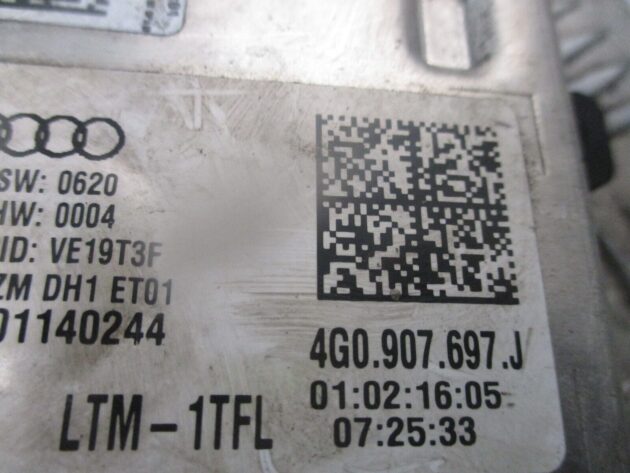 SW: 0620
HW: 0004
ID: VE19T3F
ZM DH1 ET01
01140244
4G0.907.697.J
LTM-1TFL
01:02:16:05
07:25:33